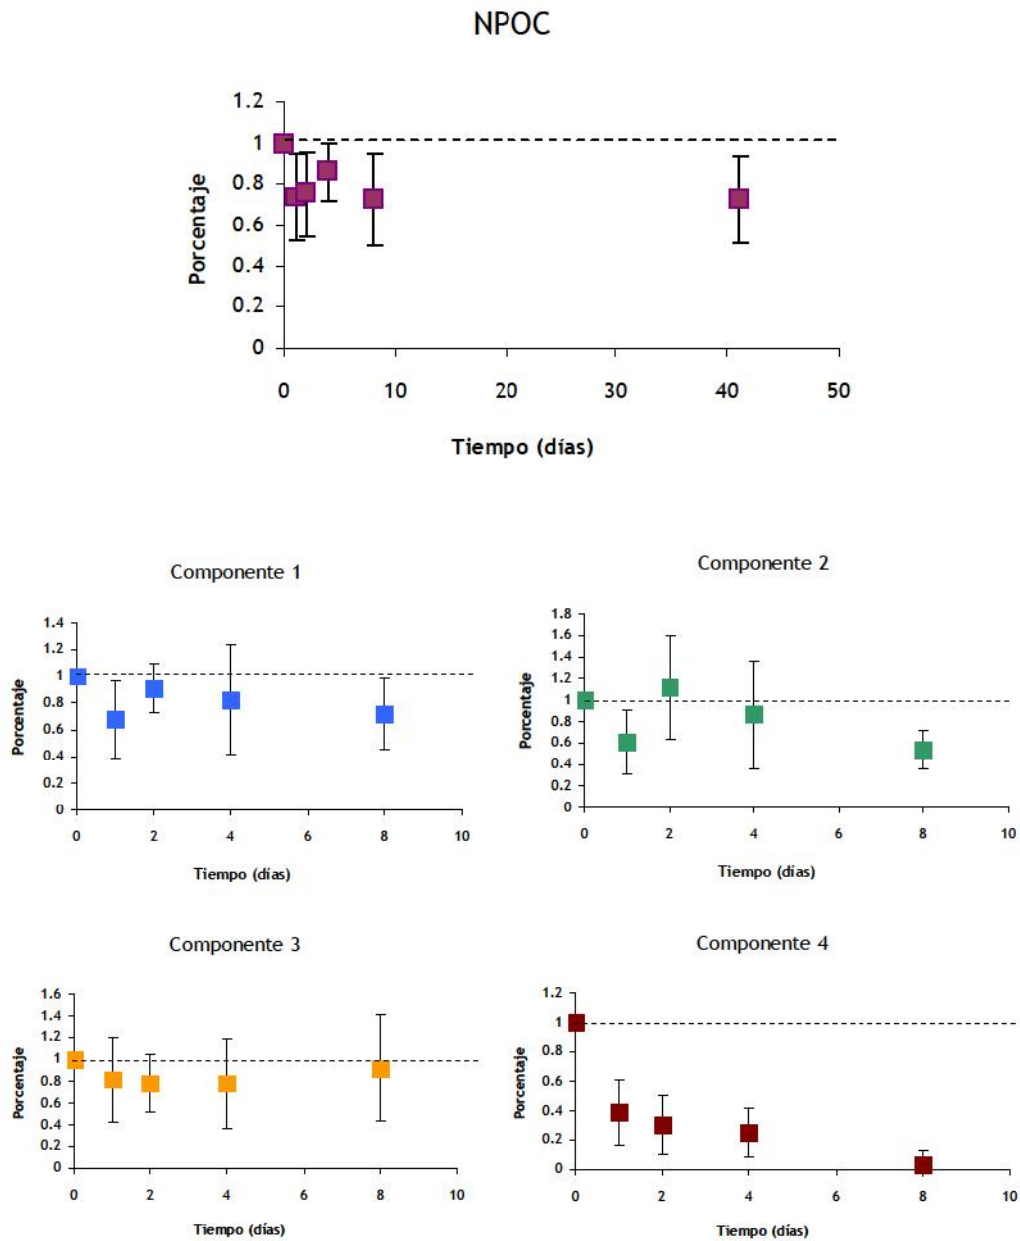 NPOC
1.2
1
0.8
0.6
0.4
0.2
0
Porcentaje
0 10 20 30 40 50
Tiempo (días)
Componente 1
1.4
1.2
1
0.8
0.6
0.4
0.2
0
Porcentaje
0 2 4 6 8 10
Tiempo (días)
Componente 2
1.8
1.6
1.4
1.2
1
0.8
0.6
0.4
0.2
0
Porcentaje
0 2 4 6 8 10
Tiempo (días)
Componente 3
1.6
1.4
1.2
1
0.8
0.6
0.4
0.2
0
Porcentaje
0 2 4 6 8 10
Tiempo (días)
Componente 4
1.2
1
0.8
0.6
0.4
0.2
0
Porcentaje
0 2 4 6 8 10
Tiempo (días)